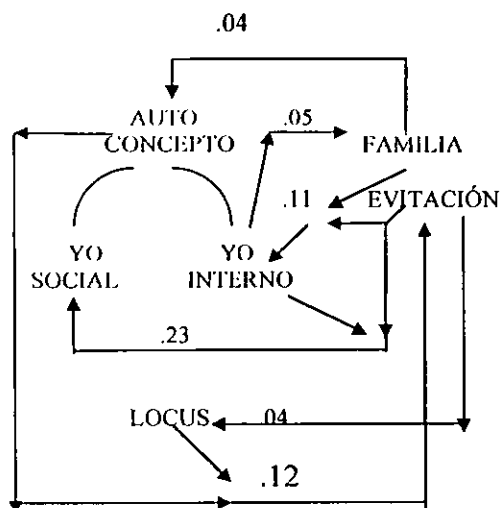 .04
AUTO
CONCEPTO
.05
FAMILIA
.11
EVITACIÓN
YO
SOCIAL
YO
INTERNO
.23
LOCUS
.04
.12